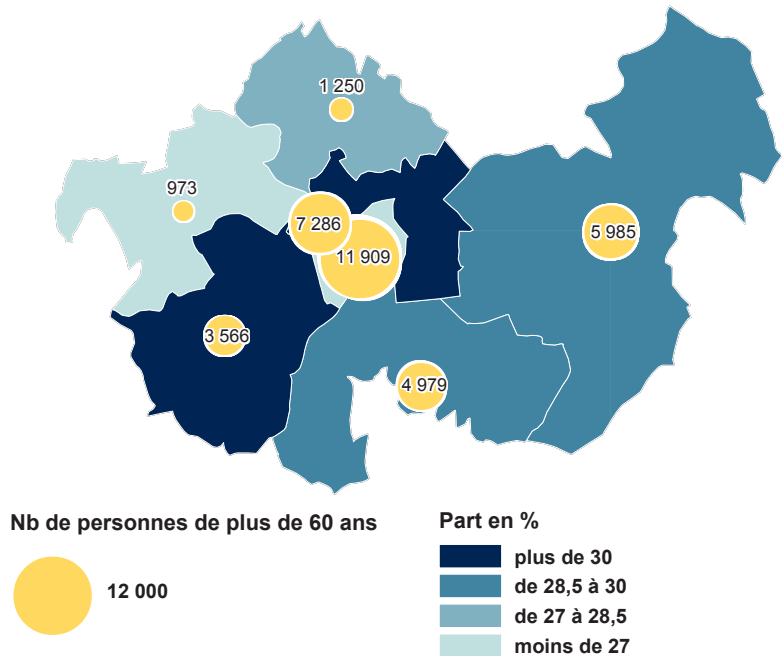 1 250
973
7 286
5 985
11 909
3 566
4 979
Nb de personnes de plus de 60 ans
12 000
Part en %
plus de 30
de 28,5 à 30
de 27 à 28,5
moins de 27